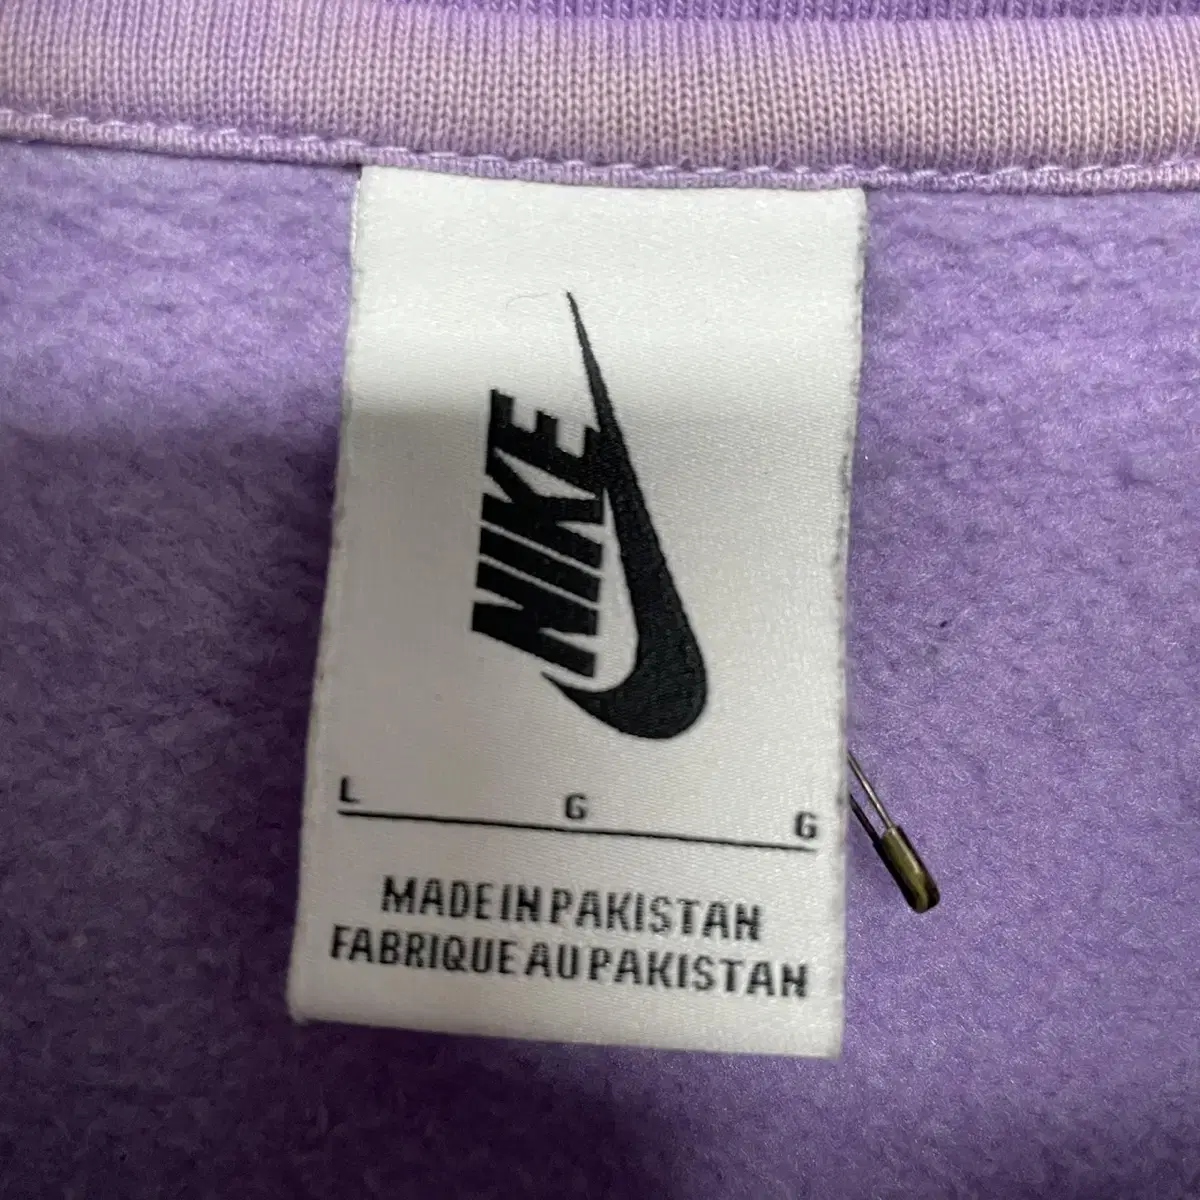 NIKE
L G G
MADE IN PAKISTAN
FABRIQUE AU PAKISTAN